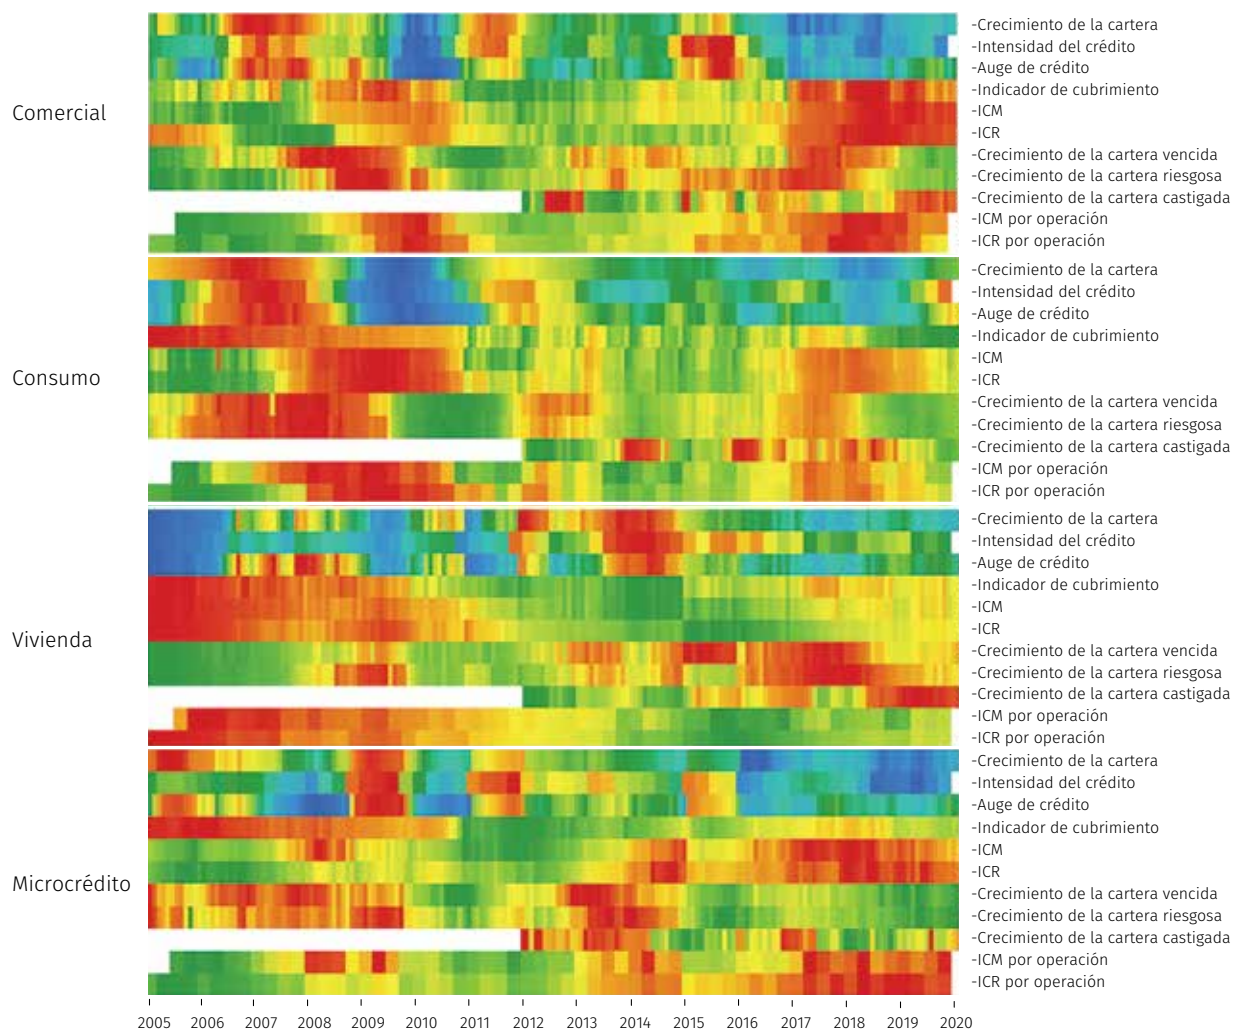 Comercial
-Crecimiento de la cartera
-Intensidad del crédito
-Auge de crédito
-Indicador de cubrimiento
-ICM
-ICR
-Crecimiento de la cartera vencida
-Crecimiento de la cartera riesgosa
-Crecimiento de la cartera castigada
-ICM por operación
-ICR por operación
Consumo
-Crecimiento de la cartera
-Intensidad del crédito
-Auge de crédito
-Indicador de cubrimiento
-ICM
-ICR
-Crecimiento de la cartera vencida
-Crecimiento de la cartera riesgosa
-Crecimiento de la cartera castigada
-ICM por operación
-ICR por operación
Vivienda
-Crecimiento de la cartera
-Intensidad del crédito
-Auge de crédito
-Indicador de cubrimiento
-ICM
-ICR
-Crecimiento de la cartera vencida
-Crecimiento de la cartera riesgosa
-Crecimiento de la cartera castigada
-ICM por operación
-ICR por operación
Microcrédito
-Crecimiento de la cartera
-Intensidad del crédito
-Auge de crédito
-Indicador de cubrimiento
-ICM
-ICR
-Crecimiento de la cartera vencida
-Crecimiento de la cartera riesgosa
-Crecimiento de la cartera castigada
-ICM por operación
-ICR por operación
2005 2006 2007 2008 2009 2010 2011 2012 2013 2014 2015 2016 2017 2018 2019 2020